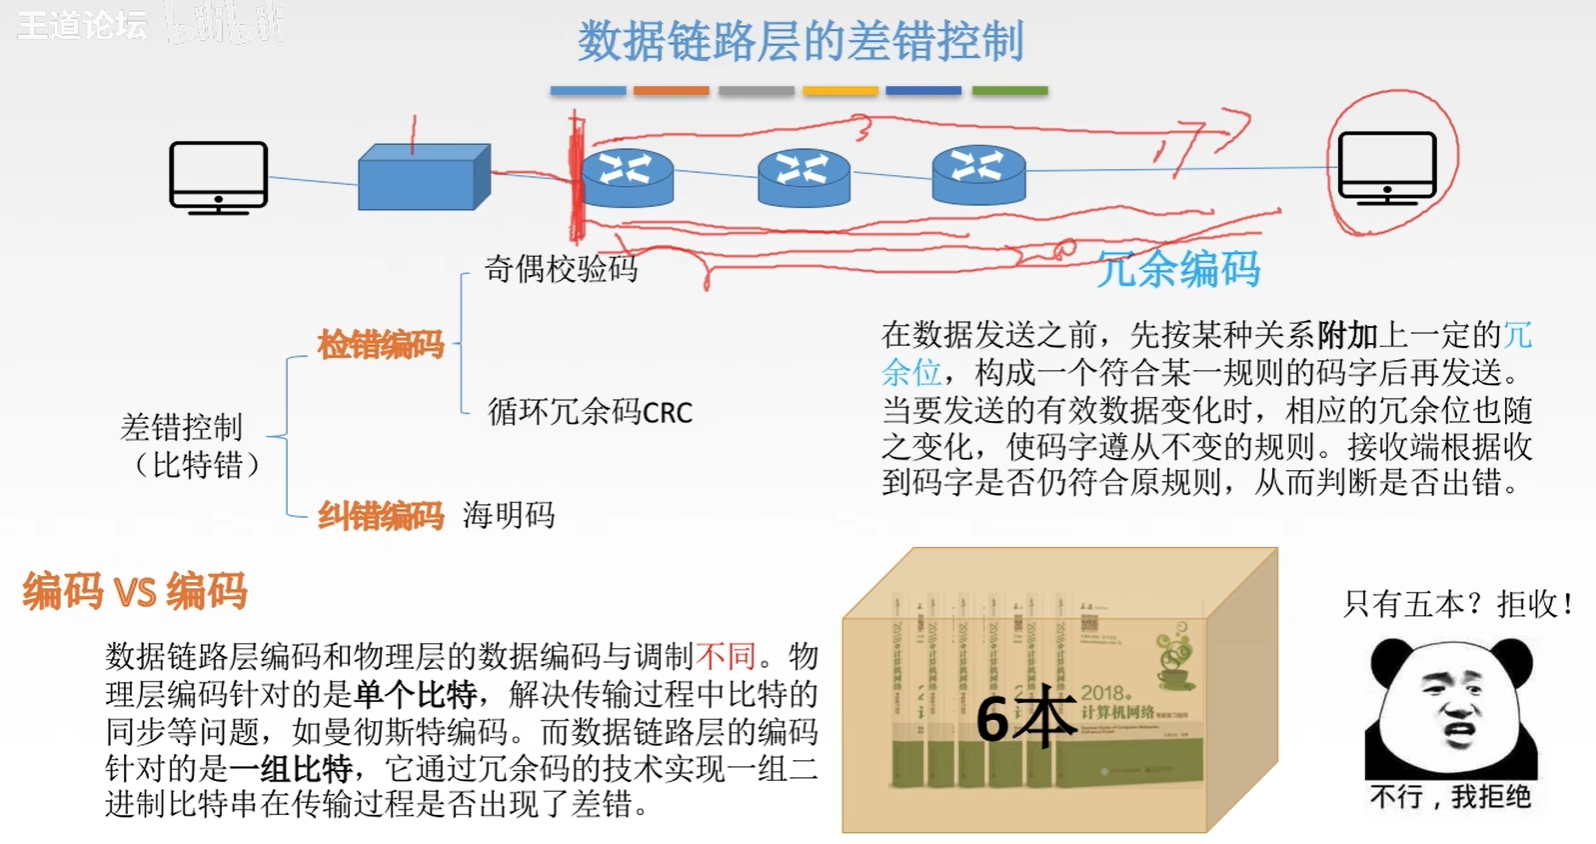 王道论坛 bilibili
数据链路层的差错控制
奇偶校验码
检错编码
循环冗余码CRC
差错控制
（比特错）
纠错编码 海明码
冗余编码
在数据发送之前，先按某种关系附加上一定的冗
余位，构成一个符合某一规则的码字后再发送。
当要发送的有效数据变化时，相应的冗余位也随
之变化，使码字遵从不变的规则。接收端根据收
到码字是否仍符合原规则，从而判断是否出错。
编码 VS 编码
数据链路层编码和物理层的数据编码与调制不同。物
理层编码针对的是单个比特，解决传输过程中比特的
同步等问题，如曼彻斯特编码。而数据链路层的编码
针对的是一组比特，它通过冗余码的技术实现一组二
进制比特串在传输过程是否出现了差错。
6本
2018
计算机网络
只有五本？拒收！
不行，我拒绝